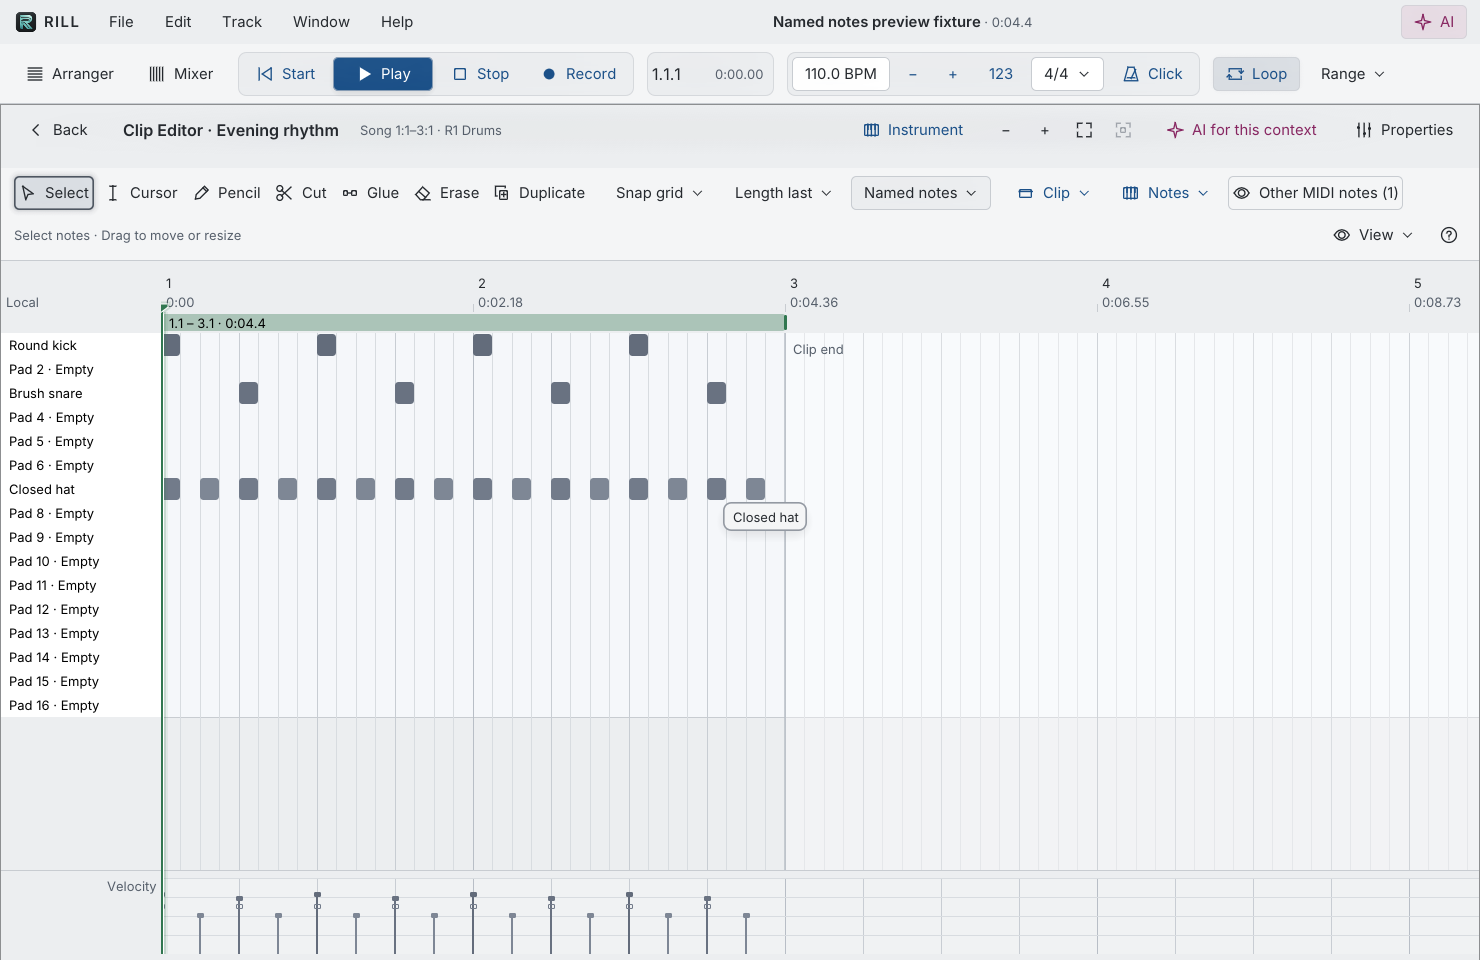 RILL File Edit Track Window Help Named notes preview fixture · 0:04.4 AI
Arranger Mixer Start Play Stop Record 1.1.1 0:00.00 110.0 BPM − + 123 4/4 Click Loop Range
Back Clip Editor · Evening rhythm Song 1:1–3:1 · R1 Drums Instrument − + AI for this context Properties
Select Cursor Pencil Cut Glue Erase Duplicate Snap grid Length last Named notes Clip Notes Other MIDI notes (1)
Select notes · Drag to move or resize View ?
1 2 3 4 5
Local 0:00 0:02.18 0:04.36 0:06.55 0:08.73
1.1 – 3.1 · 0:04.4
Round kick Clip end
Pad 2 · Empty
Brush snare
Pad 4 · Empty
Pad 5 · Empty
Pad 6 · Empty
Closed hat
Pad 8 · Empty Closed hat
Pad 9 · Empty
Pad 10 · Empty
Pad 11 · Empty
Pad 12 · Empty
Pad 13 · Empty
Pad 14 · Empty
Pad 15 · Empty
Pad 16 · Empty
Velocity